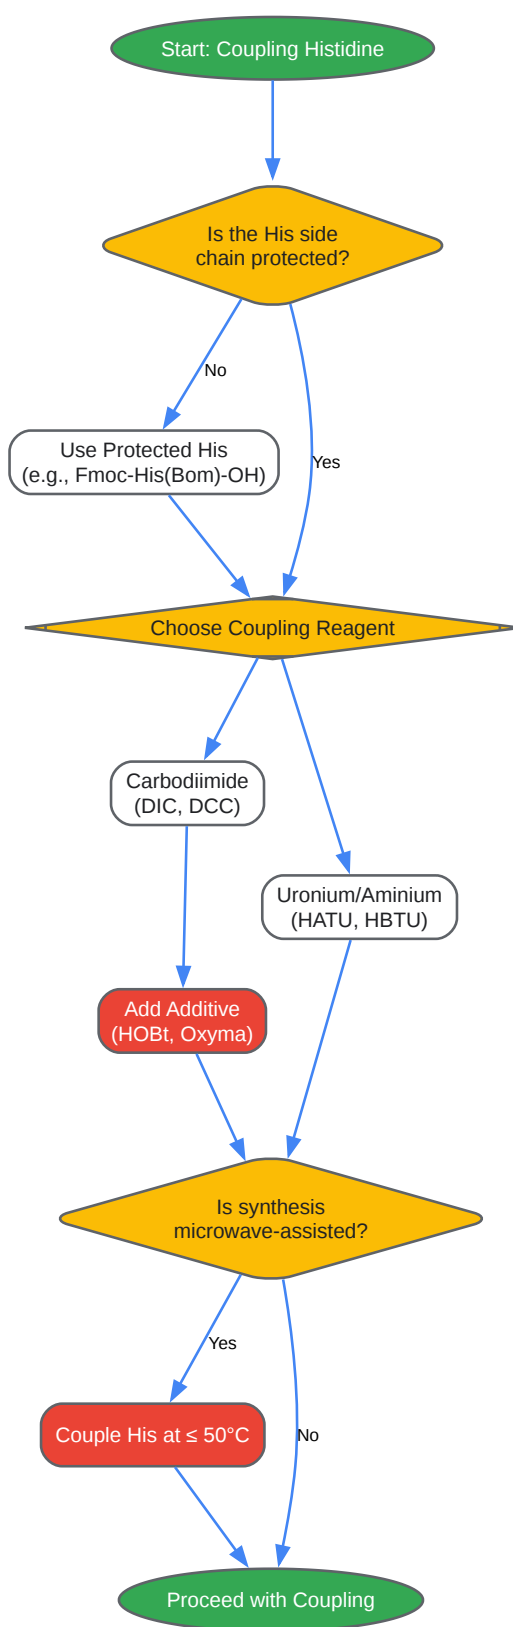 Start: Coupling Histidine
Is the His side
chain protected?
No
Yes
Use Protected His
(e.g., Fmoc-His(Bom)-OH)
Choose Coupling Reagent
Carbodiimide
(DIC, DCC)
Uronium/Aminium
(HATU, HBTU)
Add Additive
(HOBt, Oxyma)
Is synthesis
microwave-assisted?
Yes
No
Couple His at ≤ 50°C
Proceed with Coupling